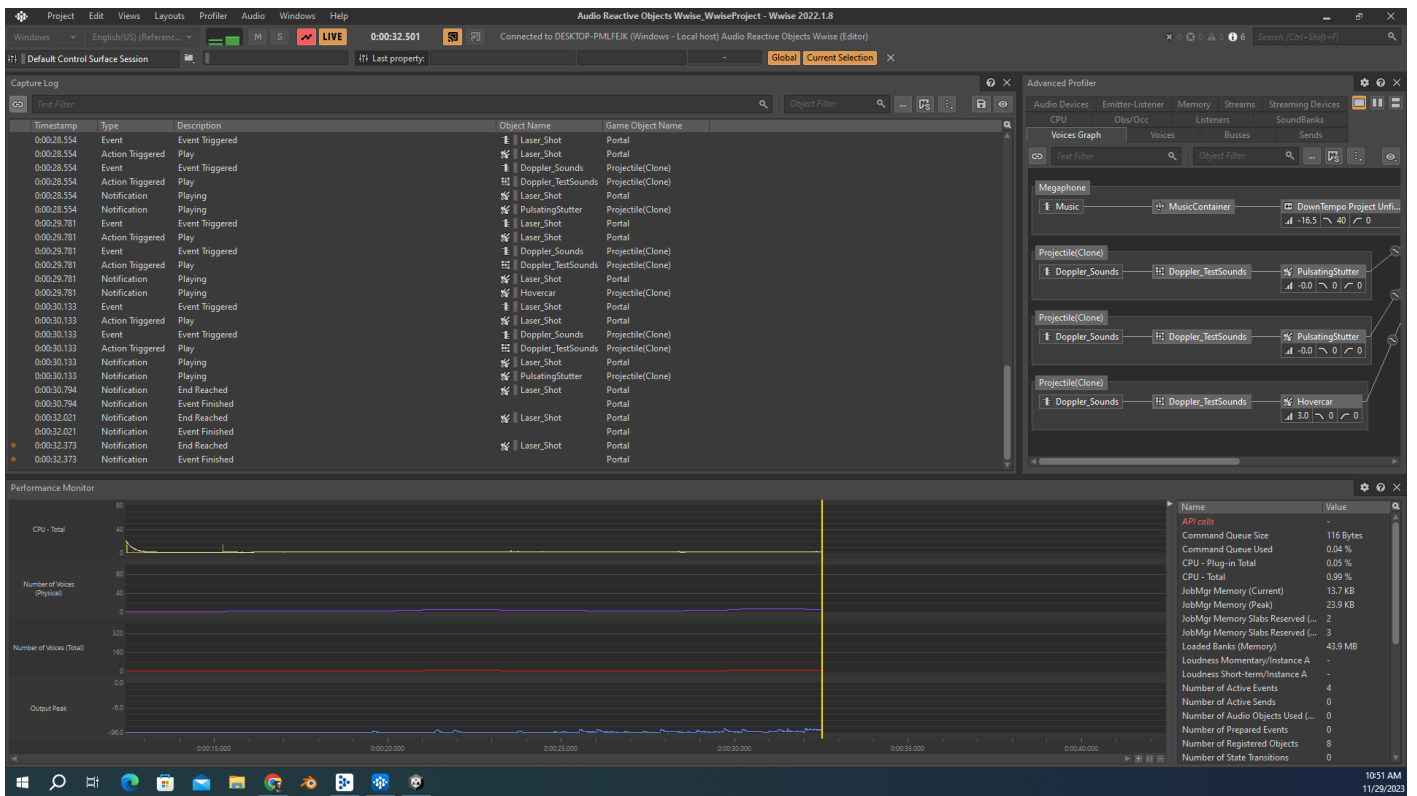 Project Edit Views Layouts Profiler Audio Windows Help Audio Reactive Objects Wwise_WwiseProject - Wwise 2022.1.8
Windows English(US) (Referenc... M S LIVE 0:00:32.501 Connected to DESKTOP-PMLFEJK (Windows - Local host) Audio Reactive Objects Wwise (Editor) 0 0 0 6 Search (Ctrl+Shift+F)
Default Control Surface Session Last property: - Global Current Selection
Capture Log
Text Filter Object Filter ...
Timestamp Type Description Object Name Game Object Name
0:00:28.554 Event Event Triggered Laser_Shot Portal
0:00:28.554 Action Triggered Play Laser_Shot Portal
0:00:28.554 Event Event Triggered Doppler_Sounds Projectile(Clone)
0:00:28.554 Action Triggered Play Doppler_TestSounds Projectile(Clone)
0:00:28.554 Notification Playing Laser_Shot Portal
0:00:28.554 Notification Playing PulsatingStutter Projectile(Clone)
0:00:29.781 Event Event Triggered Laser_Shot Portal
0:00:29.781 Action Triggered Play Laser_Shot Portal
0:00:29.781 Event Event Triggered Doppler_Sounds Projectile(Clone)
0:00:29.781 Action Triggered Play Doppler_TestSounds Projectile(Clone)
0:00:29.781 Notification Playing Laser_Shot Portal
0:00:29.781 Notification Playing Hovercar Projectile(Clone)
0:00:30.133 Event Event Triggered Laser_Shot Portal
0:00:30.133 Action Triggered Play Laser_Shot Portal
0:00:30.133 Event Event Triggered Doppler_Sounds Projectile(Clone)
0:00:30.133 Action Triggered Play Doppler_TestSounds Projectile(Clone)
0:00:30.133 Notification Playing Laser_Shot Portal
0:00:30.133 Notification Playing PulsatingStutter Projectile(Clone)
0:00:30.794 Notification End Reached Laser_Shot Portal
0:00:30.794 Notification Event Finished Portal
0:00:32.021 Notification End Reached Laser_Shot Portal
0:00:32.021 Notification Event Finished Portal
0:00:32.373 Notification End Reached Laser_Shot Portal
0:00:32.373 Notification Event Finished Portal
Advanced Profiler
Audio Devices Emitter-Listener Memory Streams Streaming Devices
CPU Obs/Occ Listeners SoundBanks
Voices Graph Voices Busses Sends
Text Filter Object Filter ...
Megaphone
Music MusicContainer DownTempo Project Unfi...
-16.5 40 0
Projectile(Clone)
Doppler_Sounds Doppler_TestSounds PulsatingStutter
-0.0 0 0
Projectile(Clone)
Doppler_Sounds Doppler_TestSounds PulsatingStutter
-0.0 0 0
Projectile(Clone)
Doppler_Sounds Doppler_TestSounds Hovercar
3.0 0 0
Performance Monitor
CPU - Total
80
40
0
Number of Voices
(Physical)
80
40
0
Number of Voices (Total)
320
160
0
Output Peak
0.0
-6.0
-96.0
0:00:15.000 0:00:20.000 0:00:25.000 0:00:30.000 0:00:35.000 0:00:40.000
Name Value
API calls -
Command Queue Size 116 Bytes
Command Queue Used 0.04 %
CPU - Plug-in Total 0.05 %
CPU - Total 0.99 %
JobMgr Memory (Current) 13.7 KB
JobMgr Memory (Peak) 23.9 KB
JobMgr Memory Slabs Reserved (... 2
JobMgr Memory Slabs Reserved (... 3
Loaded Banks (Memory) 43.9 MB
Loudness Momentary/Instance A -
Loudness Short-term/Instance A -
Number of Active Events 4
Number of Active Sends 0
Number of Audio Objects Used (... 0
Number of Prepared Events 0
Number of Registered Objects 8
Number of State Transitions 0
10:51 AM
11/29/2023